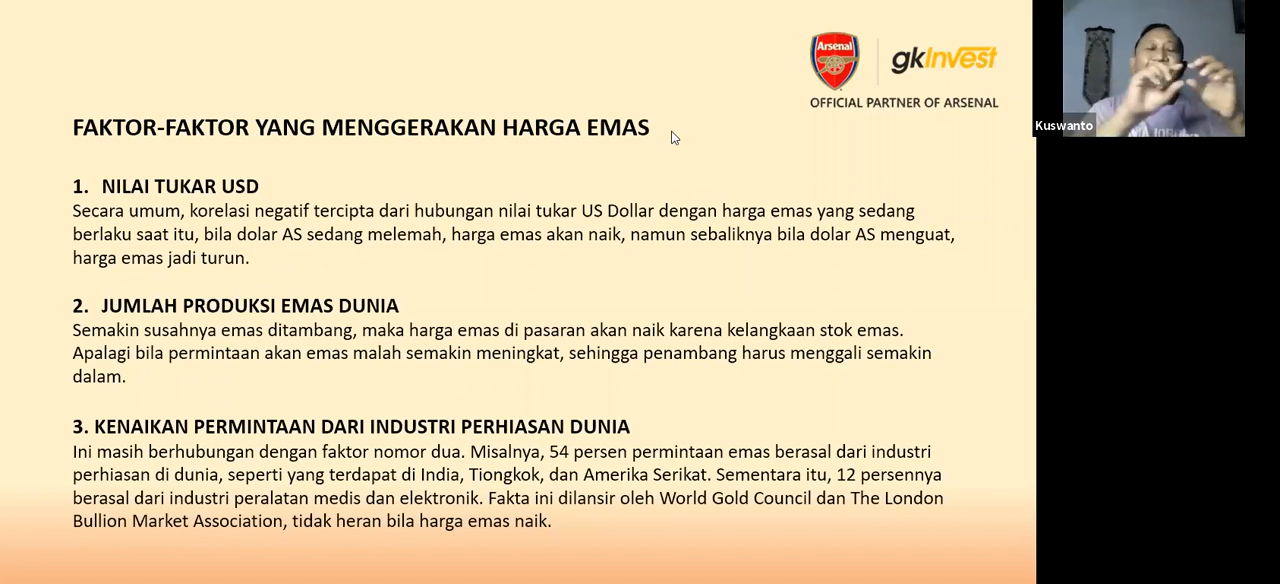 Arsenal
gkInvest
OFFICIAL PARTNER OF ARSENAL
Kuswanto
FAKTOR-FAKTOR YANG MENGGERAKAN HARGA EMAS
1. NILAI TUKAR USD
Secara umum, korelasi negatif tercipta dari hubungan nilai tukar US Dollar dengan harga emas yang sedang
berlaku saat itu, bila dolar AS sedang melemah, harga emas akan naik, namun sebaliknya bila dolar AS menguat,
harga emas jadi turun.
2. JUMLAH PRODUKSI EMAS DUNIA
Semakin susahnya emas ditambang, maka harga emas di pasaran akan naik karena kelangkaan stok emas.
Apalagi bila permintaan akan emas malah semakin meningkat, sehingga penambang harus menggali semakin
dalam.
3. KENAIKAN PERMINTAAN DARI INDUSTRI PERHIASAN DUNIA
Ini masih berhubungan dengan faktor nomor dua. Misalnya, 54 persen permintaan emas berasal dari industri
perhiasan di dunia, seperti yang terdapat di India, Tiongkok, dan Amerika Serikat. Sementara itu, 12 persennya
berasal dari industri peralatan medis dan elektronik. Fakta ini dilansir oleh World Gold Council dan The London
Bullion Market Association, tidak heran bila harga emas naik.